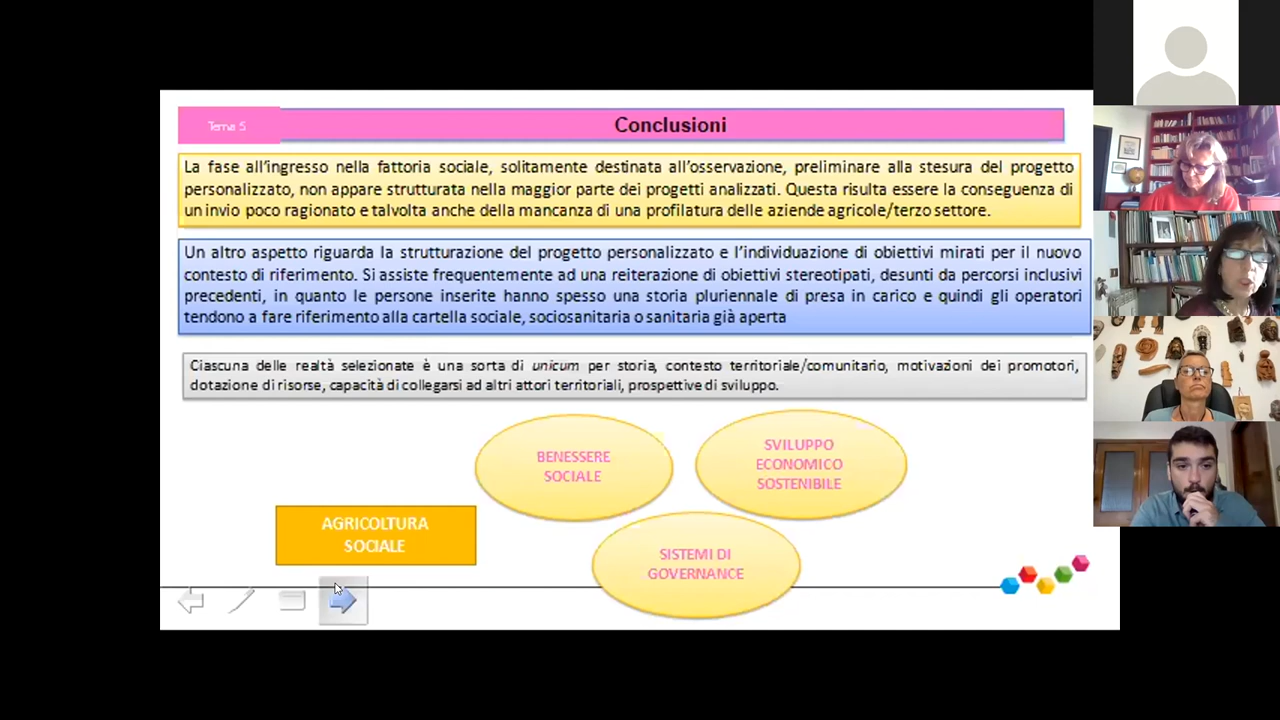 Tema 5
Conclusioni
La fase all'ingresso nella fattoria sociale, solitamente destinata all'osservazione, preliminare alla stesura del progetto
personalizzato, non appare strutturata nella maggior parte dei progetti analizzati. Questa risulta essere la conseguenza di
un invio poco ragionato e talvolta anche della mancanza di una profilatura delle aziende agricole/terzo settore.
Un altro aspetto riguarda la strutturazione del progetto personalizzato e l'individuazione di obiettivi mirati per il nuovo
contesto di riferimento. Si assiste frequentemente ad una reiterazione di obiettivi stereotipati, desunti da percorsi inclusivi
precedenti, in quanto le persone inserite hanno spesso una storia pluriennale di presa in carico e quindi gli operatori
tendono a fare riferimento alla cartella sociale, sociosanitaria o sanitaria già aperta
Ciascuna delle realtà selezionate è una sorta di unicum per storia, contesto territoriale/comunitario, motivazioni dei promotori,
dotazione di risorse, capacità di collegarsi ad altri attori territoriali, prospettive di sviluppo.
BENESSERE
SOCIALE
SVILUPPO
ECONOMICO
SOSTENIBILE
AGRICOLTURA
SOCIALE
SISTEMI DI
GOVERNANCE